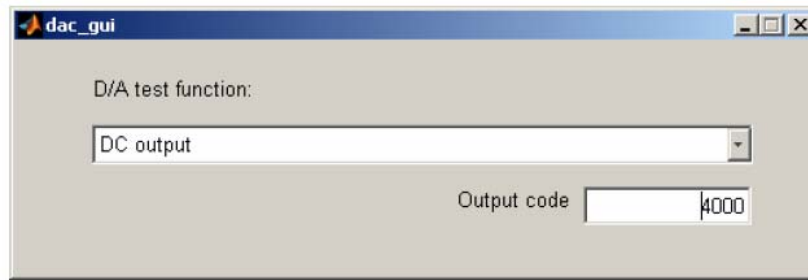 dac_gui
D/A test function:
DC output
Output code 4000